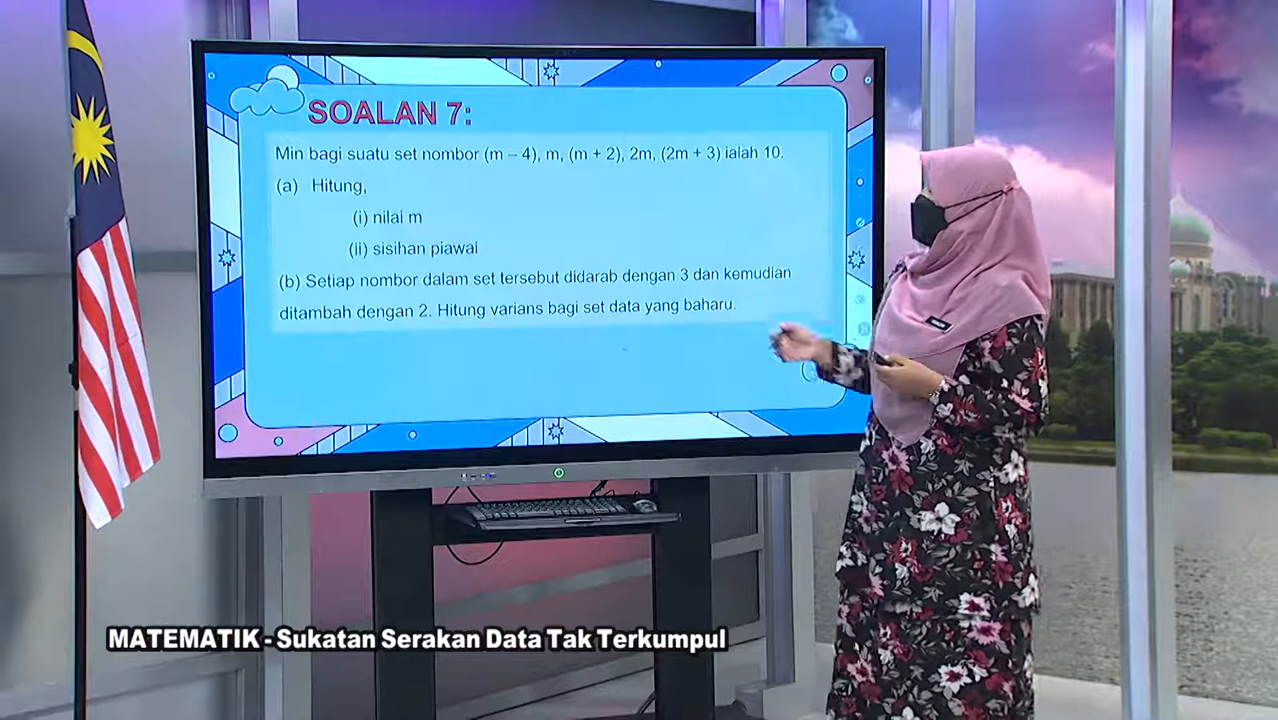 SOALAN 7:
Min bagi suatu set nombor (m – 4), m, (m + 2), 2m, (2m + 3) ialah 10.
(a) Hitung,
(i) nilai m
(ii) sisihan piawai
(b) Setiap nombor dalam set tersebut didarab dengan 3 dan kemudian
ditambah dengan 2. Hitung varians bagi set data yang baharu.
MATEMATIK - Sukatan Serakan Data Tak Terkumpul